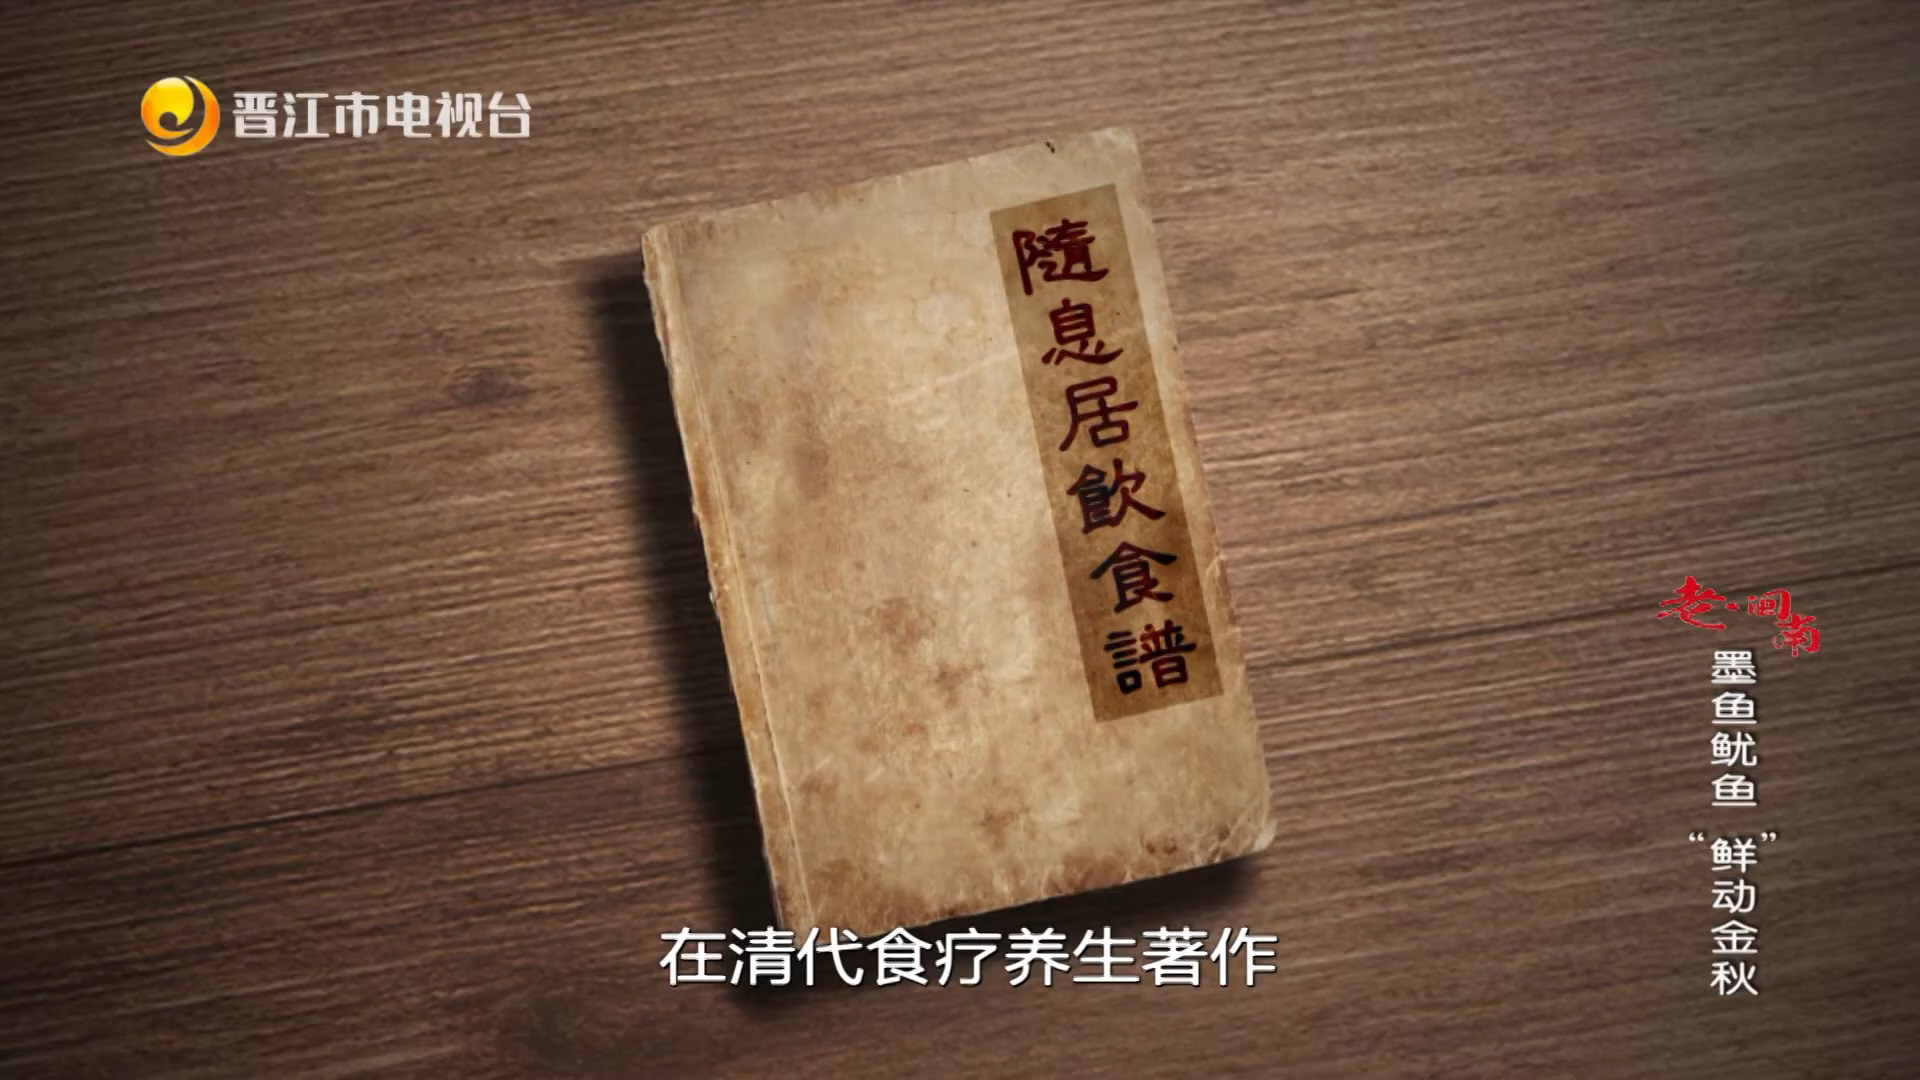 晋江市电视台
隨息居飲食譜
老·闽南
墨鱼鱿鱼“鲜动金秋”
在清代食疗养生著作